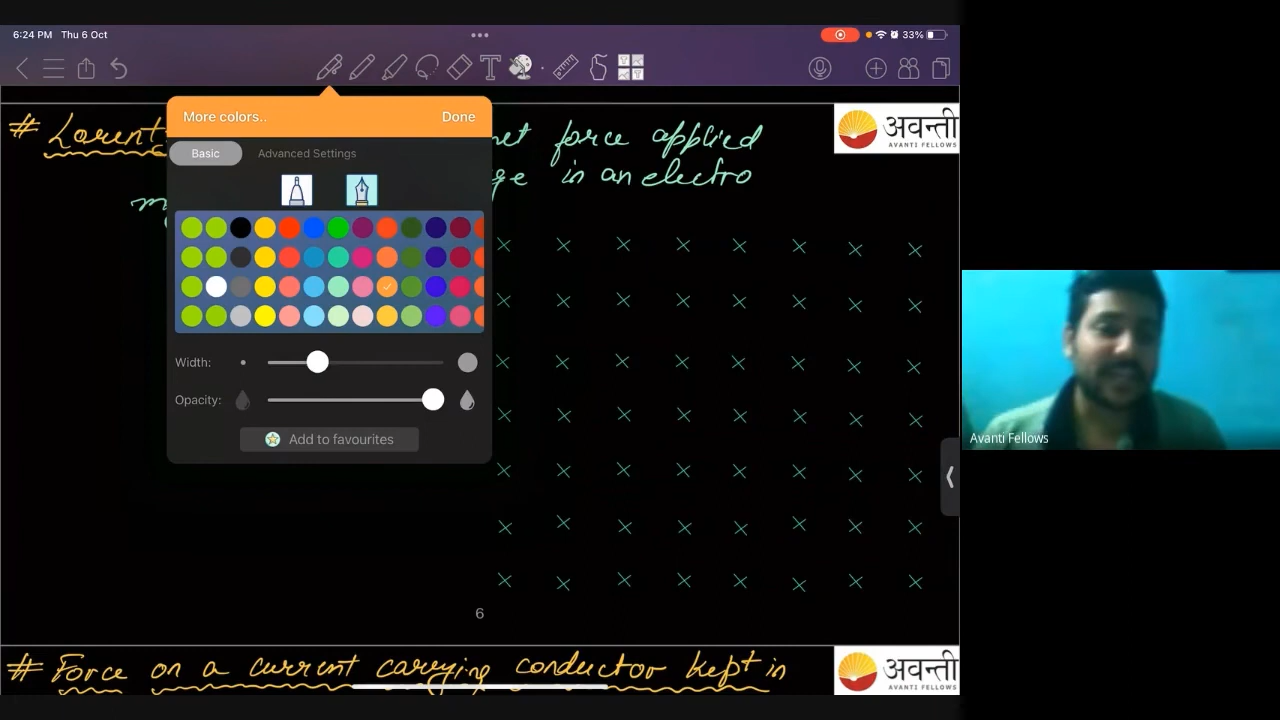 6:24 PM Thu 6 Oct
33%
More colors..
Done
Basic
Advanced Settings
Width:
Opacity:
Add to favourites
# Lorent
net force applied
in an electro
अवन्ती
AVANTI FELLOWS
6
# Force on a current carrying conductor kept in
अवन्ती
AVANTI FELLOWS
Avanti Fellows